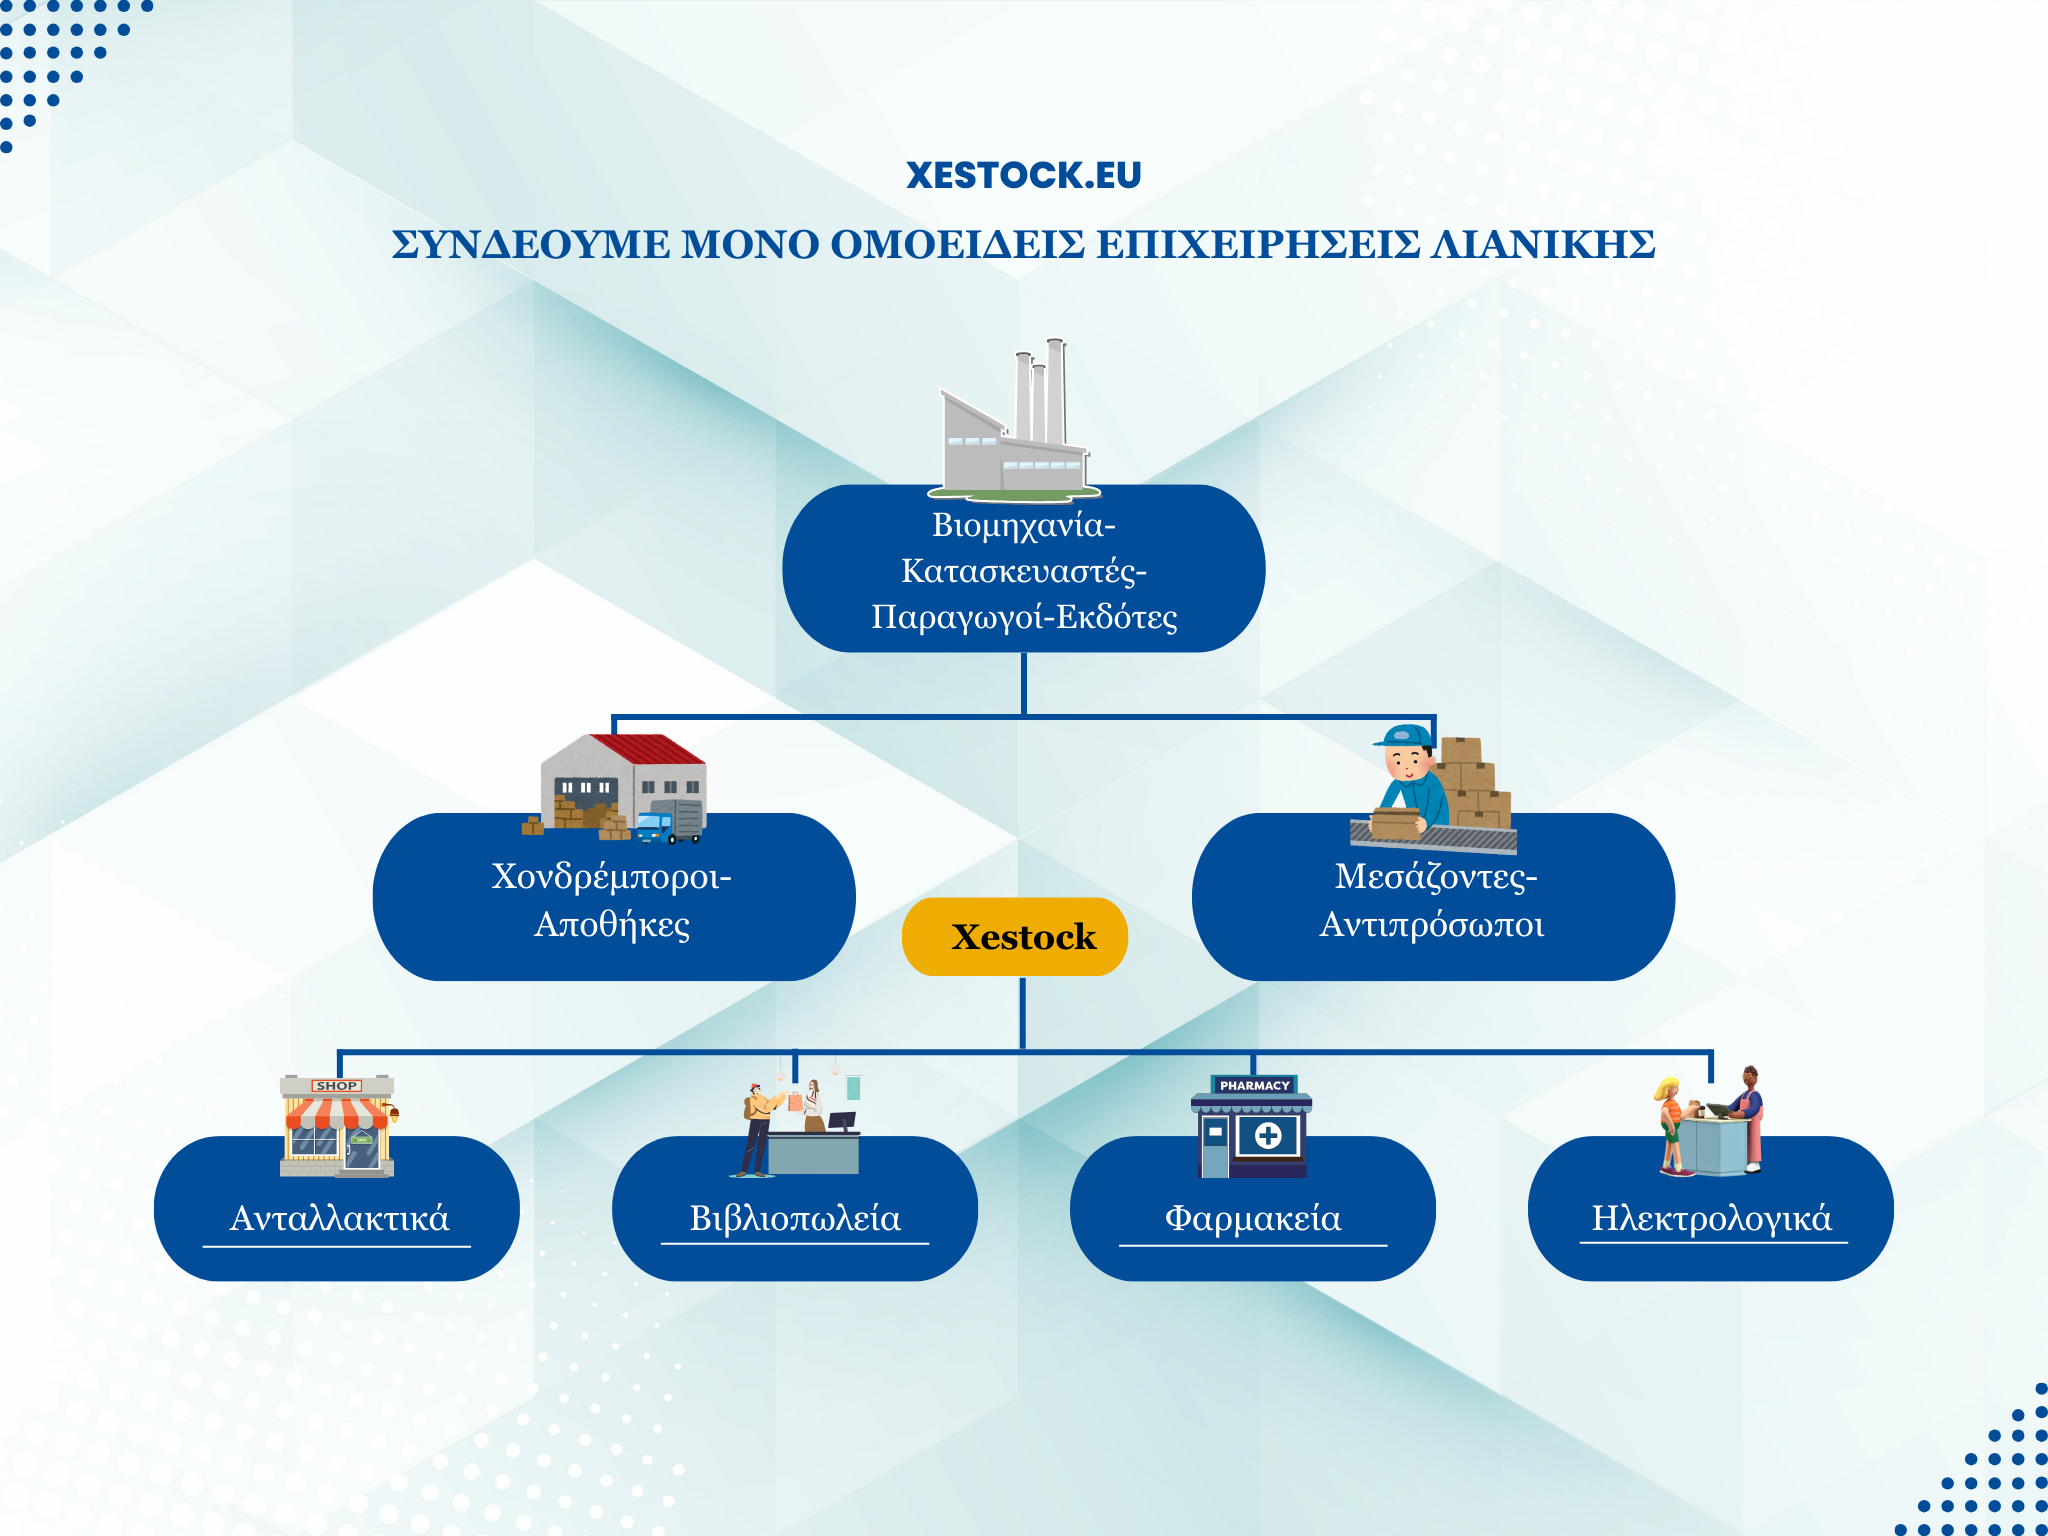 XESTOCK.EU
ΣΥΝΔΕΟΥΜΕ ΜΟΝΟ ΟΜΟΕΙΔΕΙΣ ΕΠΙΧΕΙΡΗΣΕΙΣ ΛΙΑΝΙΚΗΣ
Βιομηχανία-
Κατασκευαστές-
Παραγωγοί-Εκδότες
Χονδρέμποροι-
Αποθήκες
Μεσάζοντες-
Αντιπρόσωποι
Xestock
SHOP
PHARMACY
Ανταλλακτικά
Βιβλιοπωλεία
Φαρμακεία
Ηλεκτρολογικά